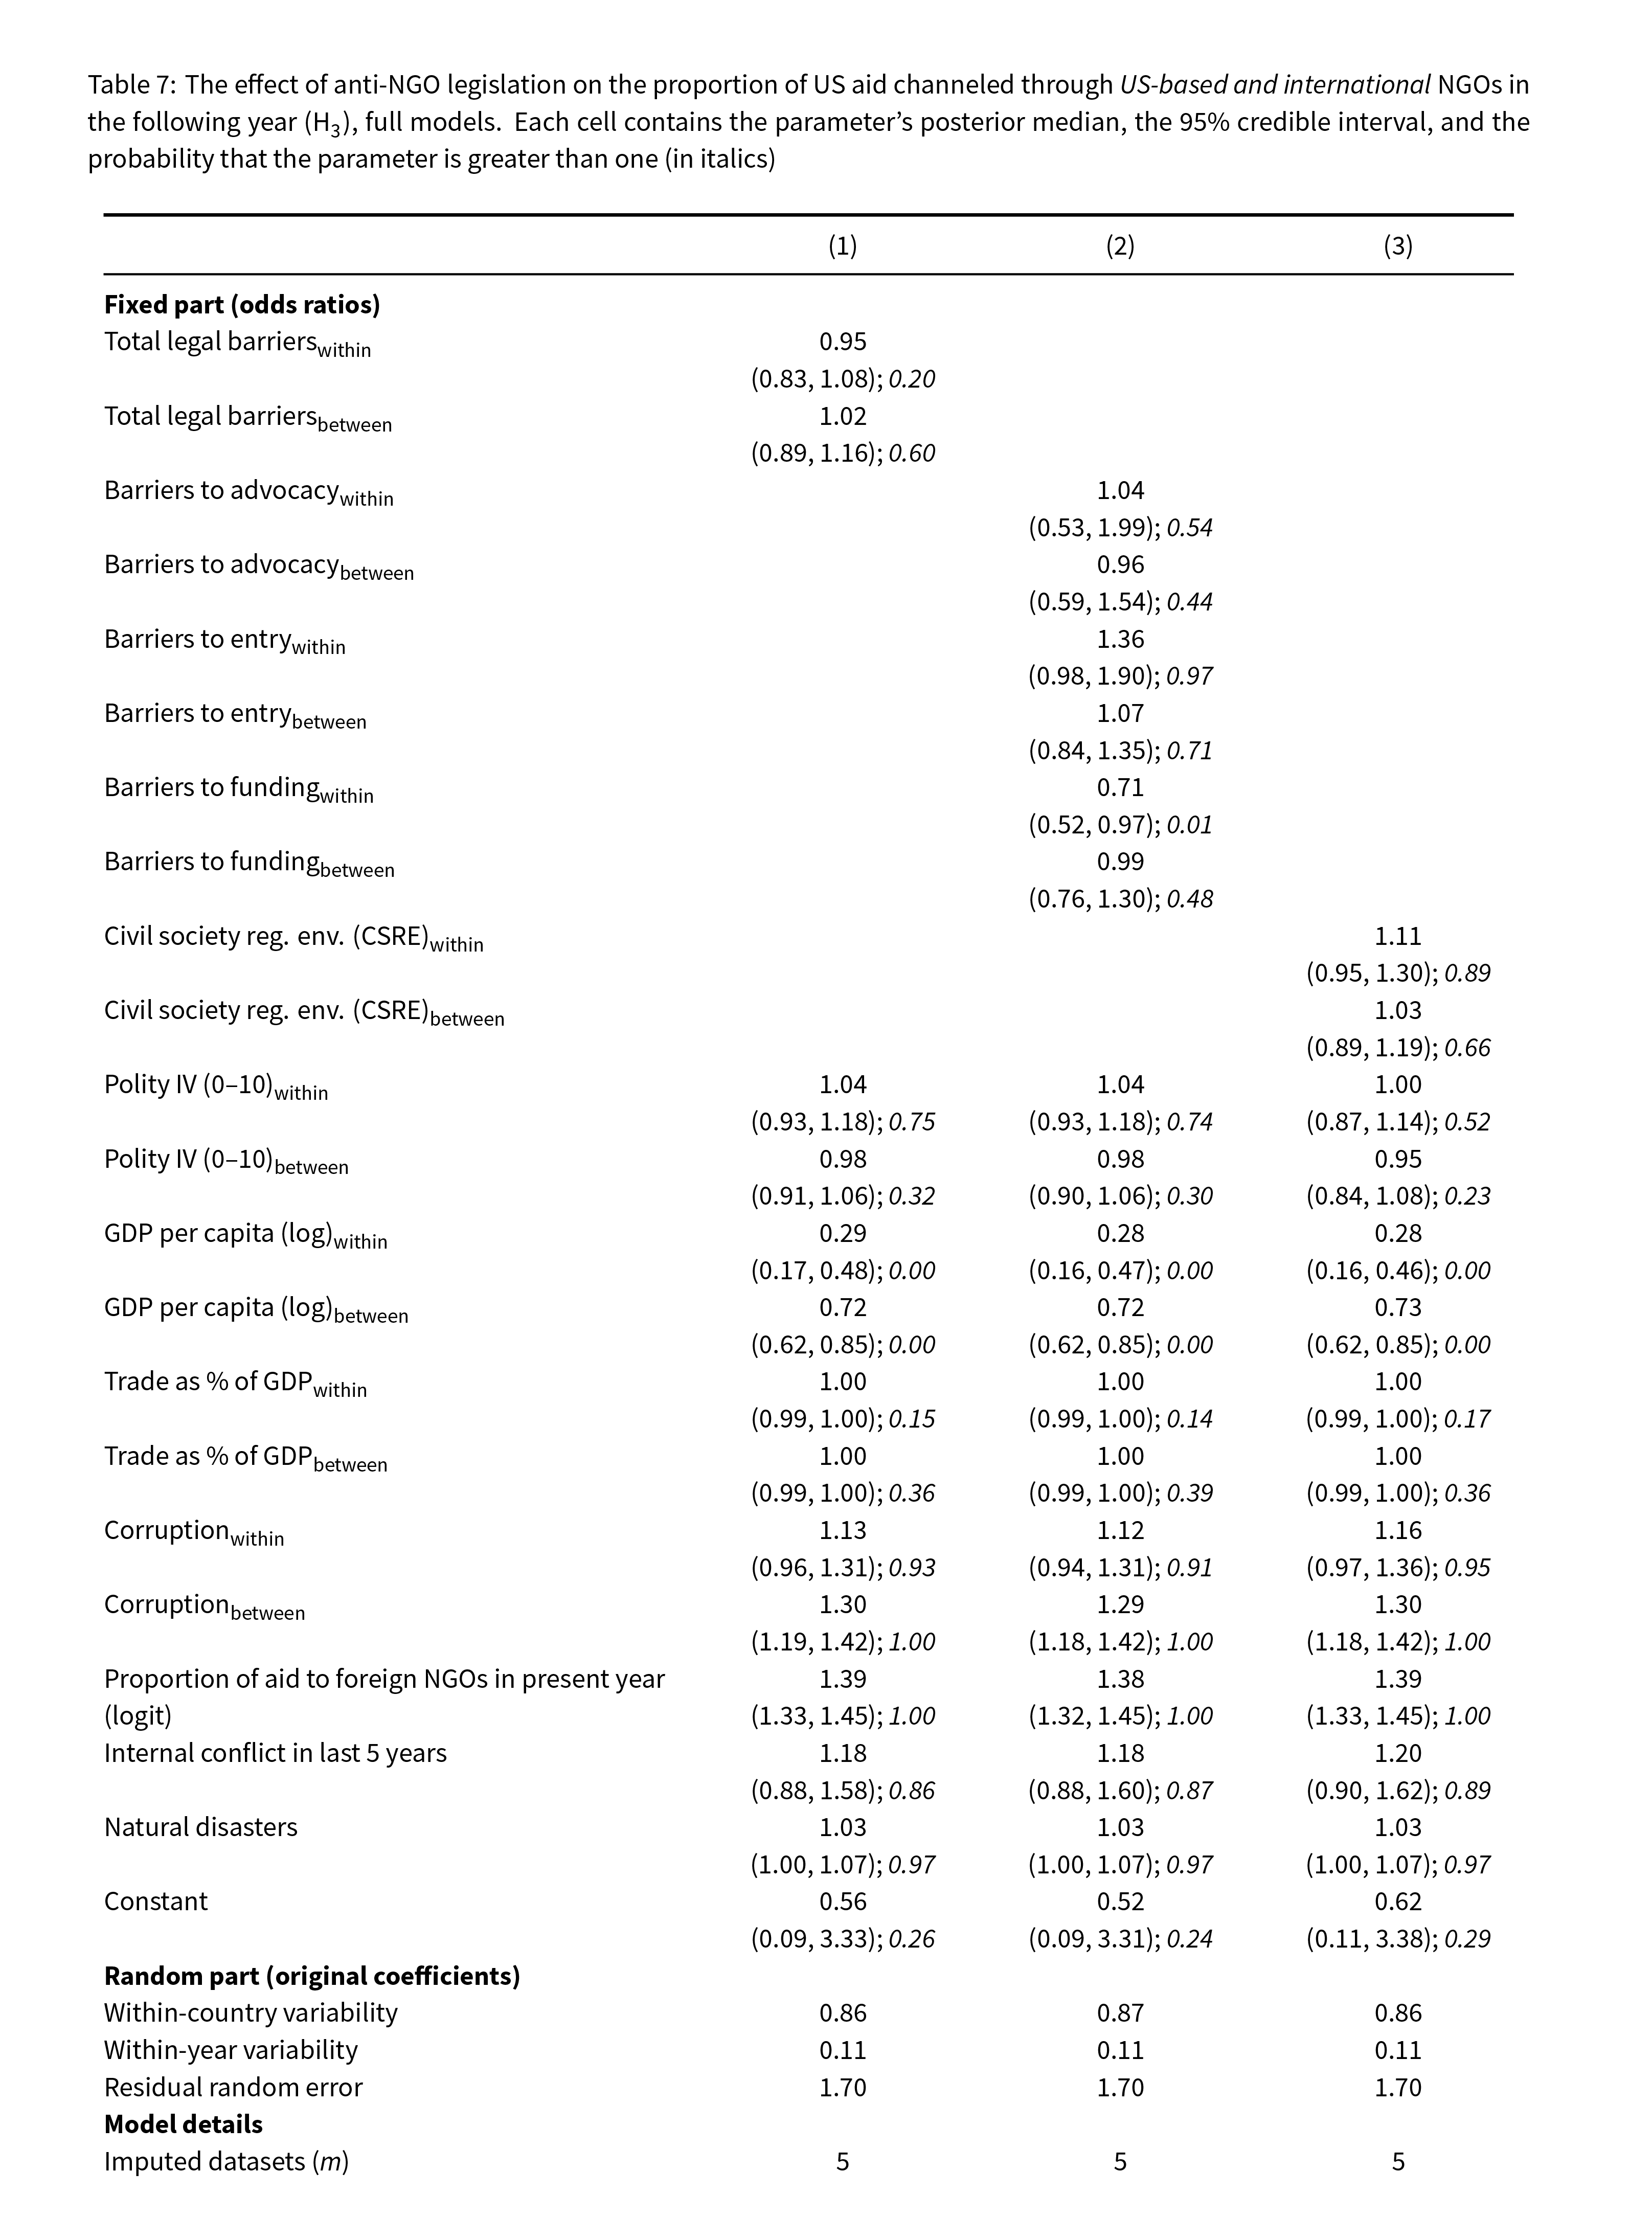 Table 7: The effect of anti-NGO legislation on the proportion of US aid channeled through US-based and international NGOs in
the following year (H3), full models. Each cell contains the parameter’s posterior median, the 95% credible interval, and the
probability that the parameter is greater than one (in italics)
(1) (2) (3)
Fixed part (odds ratios)
Total legal barrierswithin 0.95
(0.83, 1.08); 0.20
Total legal barriersbetween 1.02
(0.89, 1.16); 0.60
Barriers to advocacywithin 1.04
(0.53, 1.99); 0.54
Barriers to advocacybetween 0.96
(0.59, 1.54); 0.44
Barriers to entrywithin 1.36
(0.98, 1.90); 0.97
Barriers to entrybetween 1.07
(0.84, 1.35); 0.71
Barriers to fundingwithin 0.71
(0.52, 0.97); 0.01
Barriers to fundingbetween 0.99
(0.76, 1.30); 0.48
Civil society reg. env. (CSRE)within 1.11
(0.95, 1.30); 0.89
Civil society reg. env. (CSRE)between 1.03
(0.89, 1.19); 0.66
Polity IV (0–10)within 1.04 1.04 1.00
(0.93, 1.18); 0.75 (0.93, 1.18); 0.74 (0.87, 1.14); 0.52
Polity IV (0–10)between 0.98 0.98 0.95
(0.91, 1.06); 0.32 (0.90, 1.06); 0.30 (0.84, 1.08); 0.23
GDP per capita (log)within 0.29 0.28 0.28
(0.17, 0.48); 0.00 (0.16, 0.47); 0.00 (0.16, 0.46); 0.00
GDP per capita (log)between 0.72 0.72 0.73
(0.62, 0.85); 0.00 (0.62, 0.85); 0.00 (0.62, 0.85); 0.00
Trade as % of GDPwithin 1.00 1.00 1.00
(0.99, 1.00); 0.15 (0.99, 1.00); 0.14 (0.99, 1.00); 0.17
Trade as % of GDPbetween 1.00 1.00 1.00
(0.99, 1.00); 0.36 (0.99, 1.00); 0.39 (0.99, 1.00); 0.36
Corruptionwithin 1.13 1.12 1.16
(0.96, 1.31); 0.93 (0.94, 1.31); 0.91 (0.97, 1.36); 0.95
Corruptionbetween 1.30 1.29 1.30
(1.19, 1.42); 1.00 (1.18, 1.42); 1.00 (1.18, 1.42); 1.00
Proportion of aid to foreign NGOs in present year 1.39 1.38 1.39
(logit) (1.33, 1.45); 1.00 (1.32, 1.45); 1.00 (1.33, 1.45); 1.00
Internal conflict in last 5 years 1.18 1.18 1.20
(0.88, 1.58); 0.86 (0.88, 1.60); 0.87 (0.90, 1.62); 0.89
Natural disasters 1.03 1.03 1.03
(1.00, 1.07); 0.97 (1.00, 1.07); 0.97 (1.00, 1.07); 0.97
Constant 0.56 0.52 0.62
(0.09, 3.33); 0.26 (0.09, 3.31); 0.24 (0.11, 3.38); 0.29
Random part (original coefficients)
Within-country variability 0.86 0.87 0.86
Within-year variability 0.11 0.11 0.11
Residual random error 1.70 1.70 1.70
Model details
Imputed datasets (m) 5 5 5